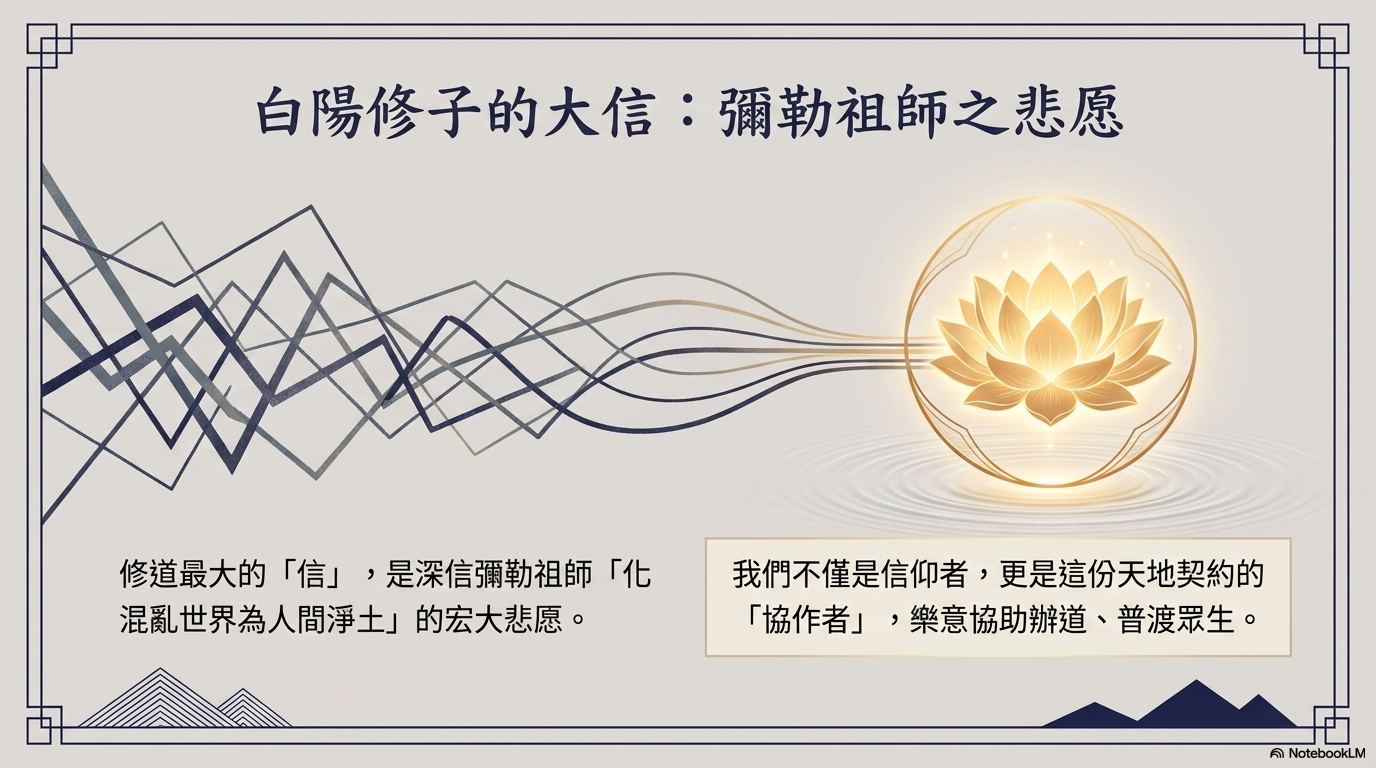 白陽修子的大信：彌勒祖師之悲愿
修道最大的「信」，是深信彌勒祖師「化
混亂世界為人間淨土」的宏大悲愿。
我們不僅是信仰者，更是這份天地契約的
「協作者」，樂意協助辦道、普渡眾生。
NotebookLM